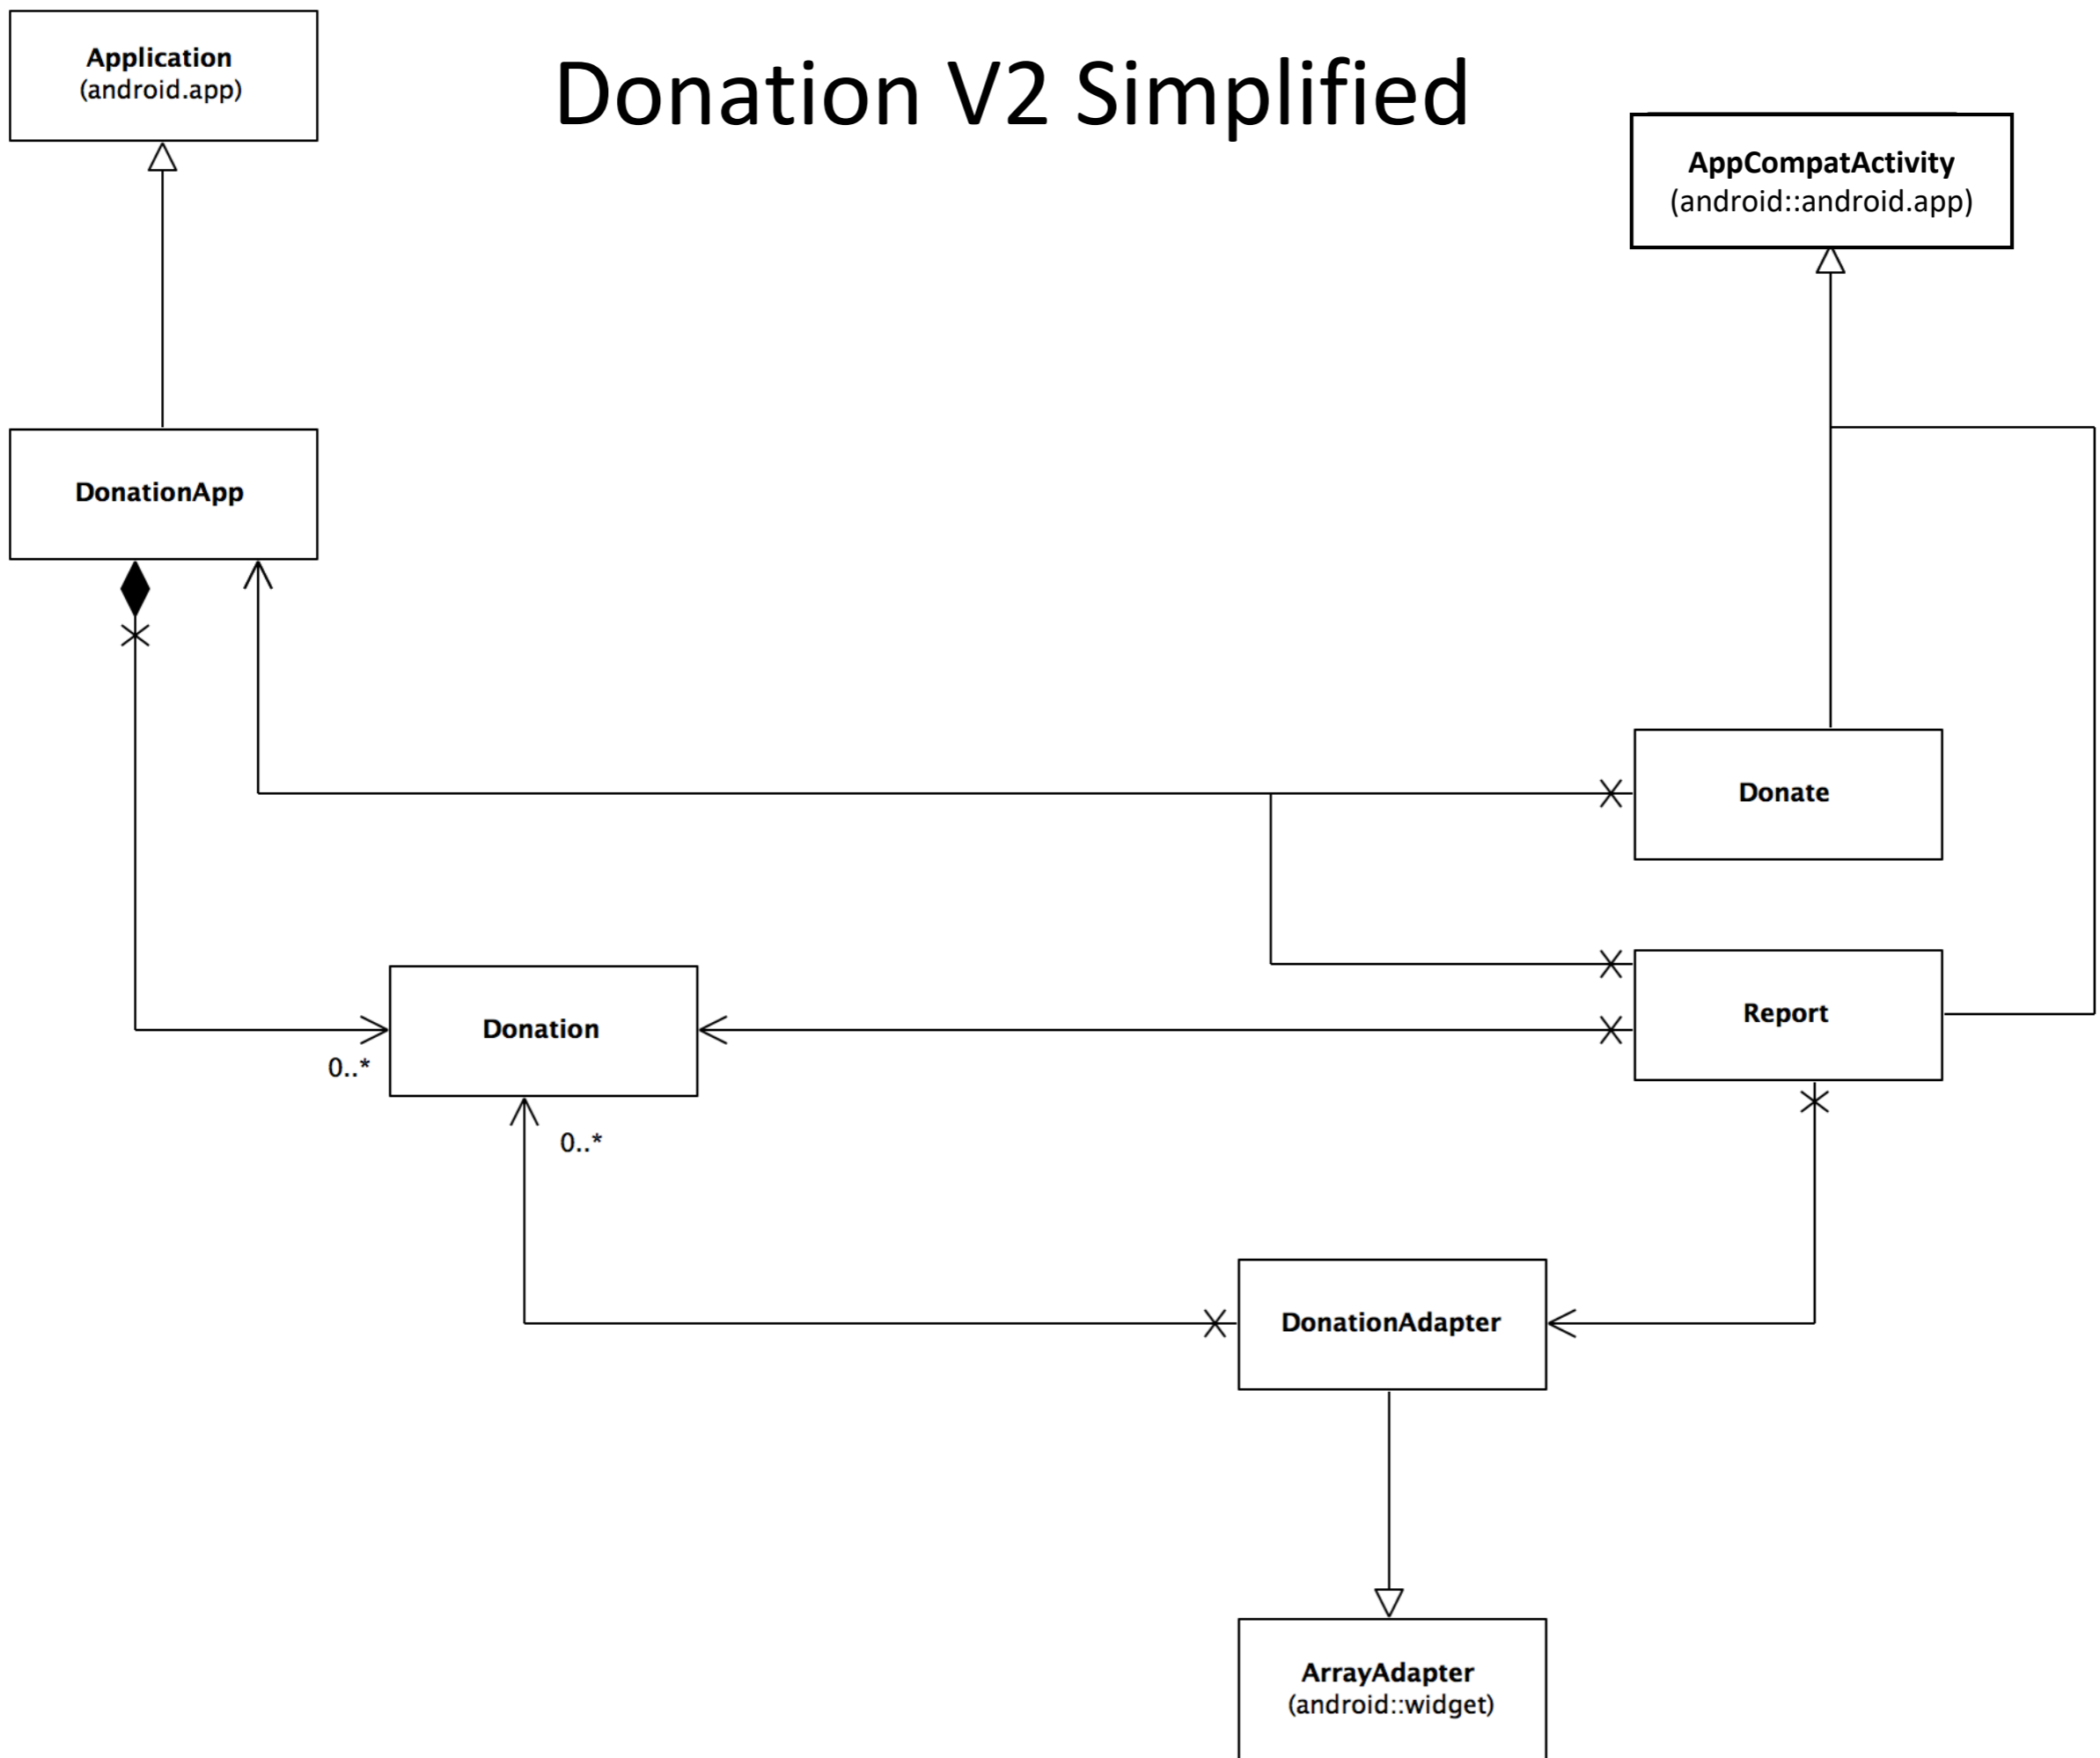 Application
(android.app)
Donation V2 Simplified
AppCompatActivity
(android::android.app)
DonationApp
Donate
Report
Donation
0..*
0..*
DonationAdapter
ArrayAdapter
(android::widget)